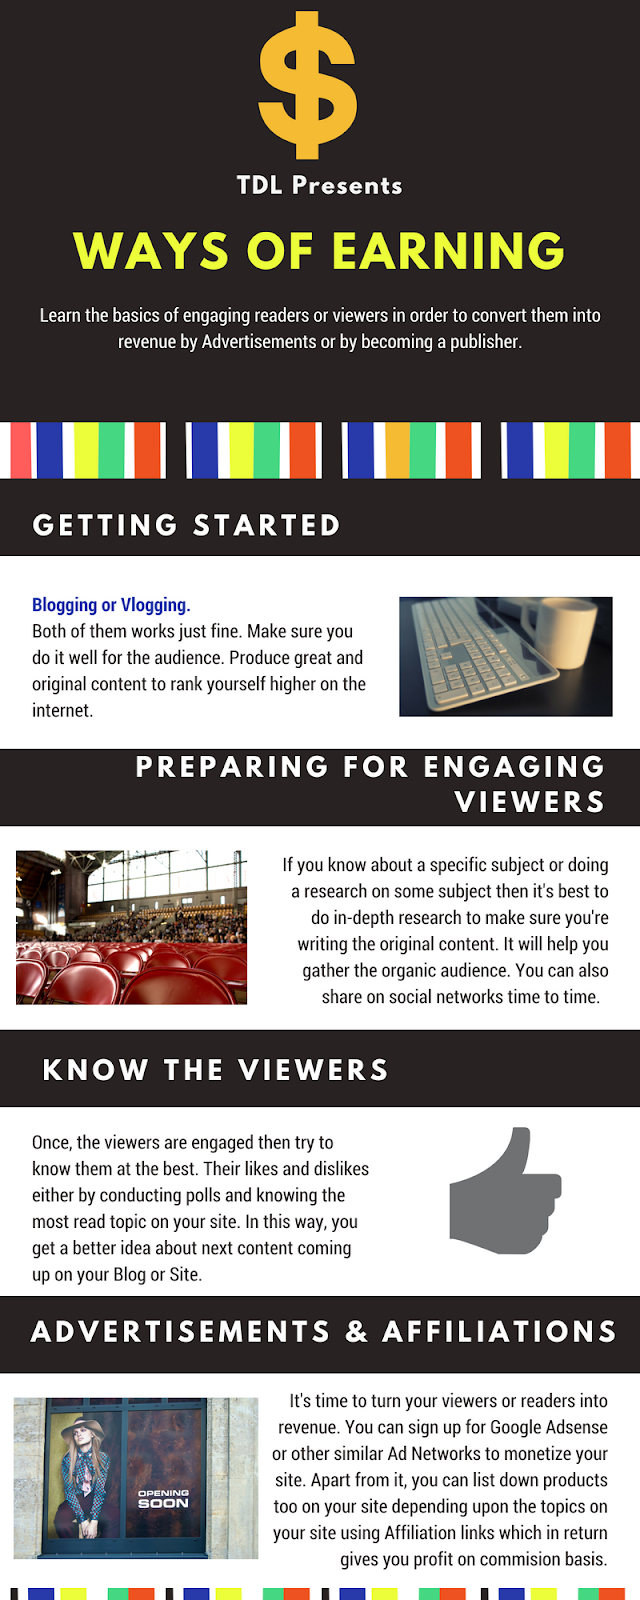 TDL Presents
WAYS OF EARNING
Learn the basics of engaging readers or viewers in order to convert them into
revenue by Advertisements or by becoming a publisher.
GETTING STARTED
Blogging or Vlogging.
Both of them works just fine. Make sure you
do it well for the audience. Produce great and
original content to rank yourself higher on the
internet.
PREPARING FOR ENGAGING
VIEWERS
If you know about a specific subject or doing
a research on some subject then it's best to
do in-depth research to make sure you're
writing the original content. It will help you
gather the organic audience. You can also
share on social networks time to time.
KNOW THE VIEWERS
Once, the viewers are engaged then try to
know them at the best. Their likes and dislikes
either by conducting polls and knowing the
most read topic on your site. In this way, you
get a better idea about next content coming
up on your Blog or Site.
ADVERTISEMENTS & AFFILIATIONS
It's time to turn your viewers or readers into
revenue. You can sign up for Google Adsense
or other similar Ad Networks to monetize your
site. Apart from it, you can list down products
too on your site depending upon the topics on
your site using Affiliation links which in return
gives you profit on commision basis.
OPENING
SOON